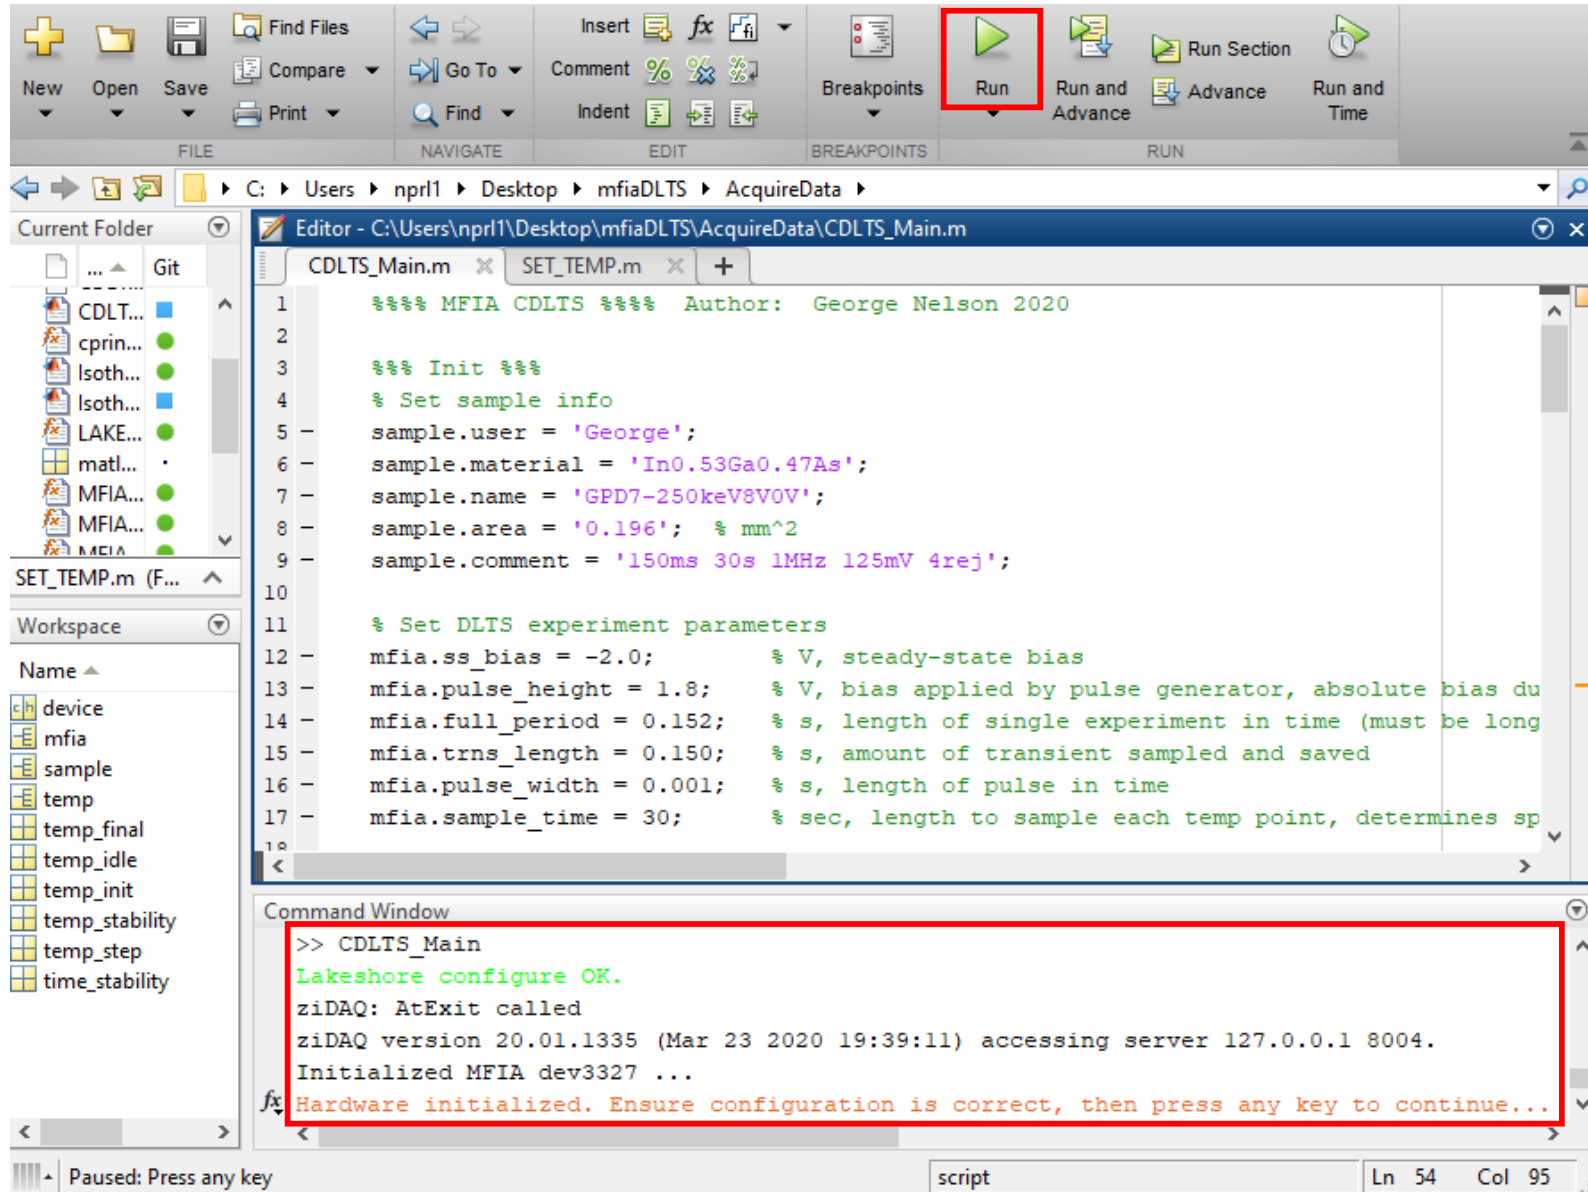 Find Files
Insert fx
New Open Save
Compare
Go To
Comment
Breakpoints
Run
Run and Advance
Run Section
Advance
Run and Time
Print
Find
Indent
FILE NAVIGATE EDIT BREAKPOINTS RUN
C: Users nprl1 Desktop mfiaDLTS AcquireData
Current Folder
Editor - C:\Users\nprl1\Desktop\mfiaDLTS\AcquireData\CDLTS_Main.m
... Git
CDLTS_Main.m SET_TEMP.m +
CDLT...
cprin...
Isoth...
Isoth...
LAKE...
matl...
MFIA...
MFIA...
MFIA
SET_TEMP.m (F...
Workspace
Name
device
mfia
sample
temp
temp_final
temp_idle
temp_init
temp_stability
temp_step
time_stability
1 %%%% MFIA CDLTS %%%% Author: George Nelson 2020
2
3 %%% Init %%%
4 % Set sample info
5 – sample.user = 'George';
6 – sample.material = 'In0.53Ga0.47As';
7 – sample.name = 'GPD7-250keV8V0V';
8 – sample.area = '0.196'; % mm^2
9 – sample.comment = '150ms 30s 1MHz 125mV 4rej';
10
11 % Set DLTS experiment parameters
12 – mfia.ss_bias = -2.0; % V, steady-state bias
13 – mfia.pulse_height = 1.8; % V, bias applied by pulse generator, absolute bias du
14 – mfia.full_period = 0.152; % s, length of single experiment in time (must be long
15 – mfia.trns_length = 0.150; % s, amount of transient sampled and saved
16 – mfia.pulse_width = 0.001; % s, length of pulse in time
17 – mfia.sample_time = 30; % sec, length to sample each temp point, determines sp
18
Command Window
>> CDLTS_Main
Lakeshore configure OK.
ziDAQ: AtExit called
ziDAQ version 20.01.1335 (Mar 23 2020 19:39:11) accessing server 127.0.0.1 8004.
Initialized MFIA dev3327 ...
fx Hardware initialized. Ensure configuration is correct, then press any key to continue...
Paused: Press any key
script
Ln 54 Col 95